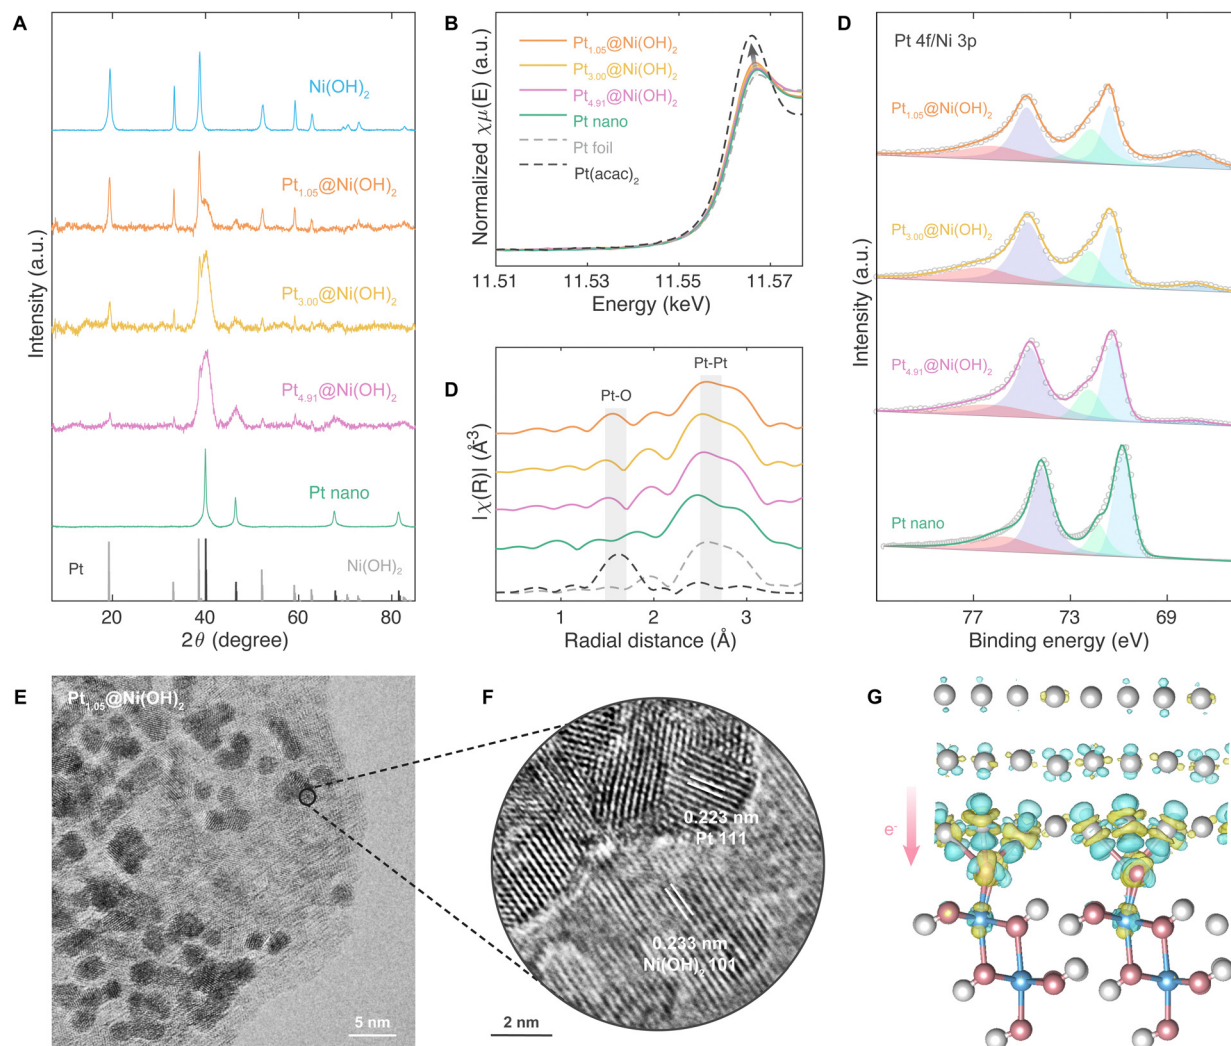 A
Ni(OH)₂
Pt₁.₀₅@Ni(OH)₂
Pt₃.₀₀@Ni(OH)₂
Pt₄.₉₁@Ni(OH)₂
Pt nano
Pt
Ni(OH)₂
Intensity (a.u.)
20 40 60 80
2θ (degree)
B
Pt₁.₀₅@Ni(OH)₂
Pt₃.₀₀@Ni(OH)₂
Pt₄.₉₁@Ni(OH)₂
Pt nano
Pt foil
Pt(acac)₂
Normalized χμ(E) (a.u.)
11.51 11.53 11.55 11.57
Energy (keV)
D
Pt-O
Pt-Pt
|χ(R)| (Å⁻³)
1 2 3
Radial distance (Å)
D
Pt 4f/Ni 3p
Pt₁.₀₅@Ni(OH)₂
Pt₃.₀₀@Ni(OH)₂
Pt₄.₉₁@Ni(OH)₂
Pt nano
Intensity (a.u.)
77 73 69
Binding energy (eV)
E
Pt₁.₀₅@Ni(OH)₂
5 nm
F
0.223 nm
Pt 111
0.233 nm
Ni(OH)₂ 101
2 nm
G
e⁻